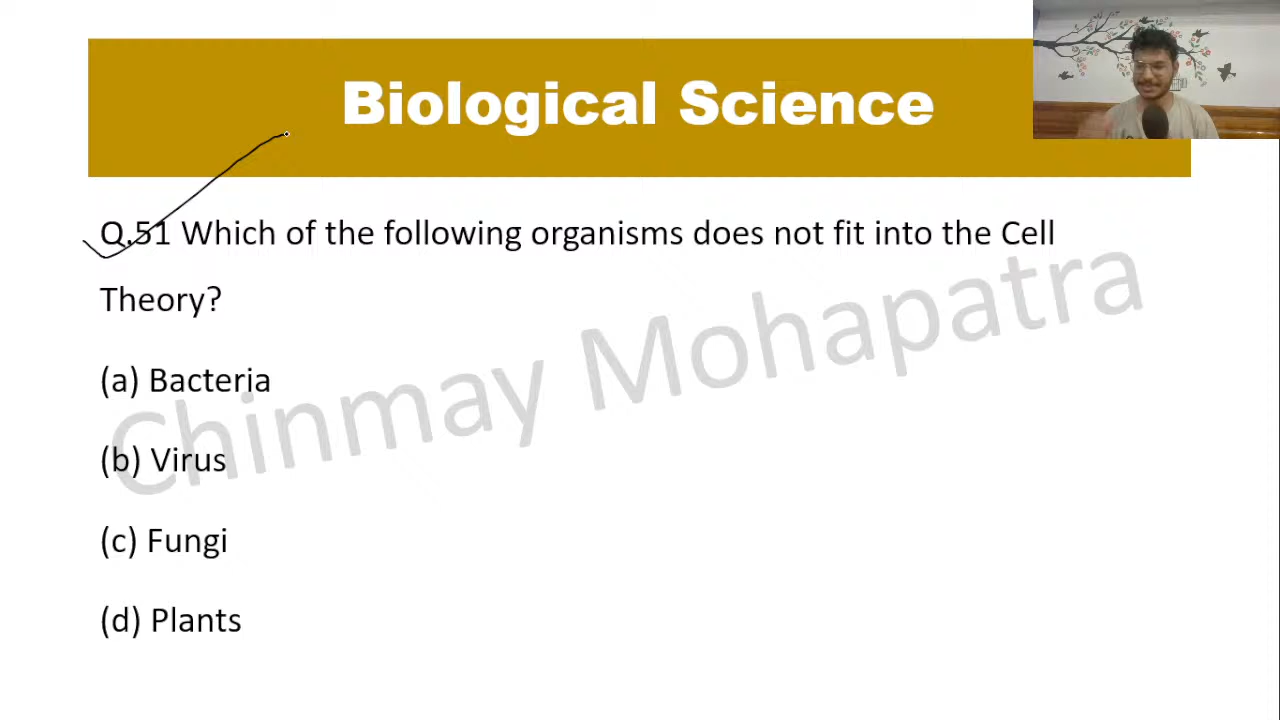 Biological Science
Q.51 Which of the following organisms does not fit into the Cell
Theory?
(a) Bacteria
(b) Virus
(c) Fungi
(d) Plants
Chinmay Mohapatra